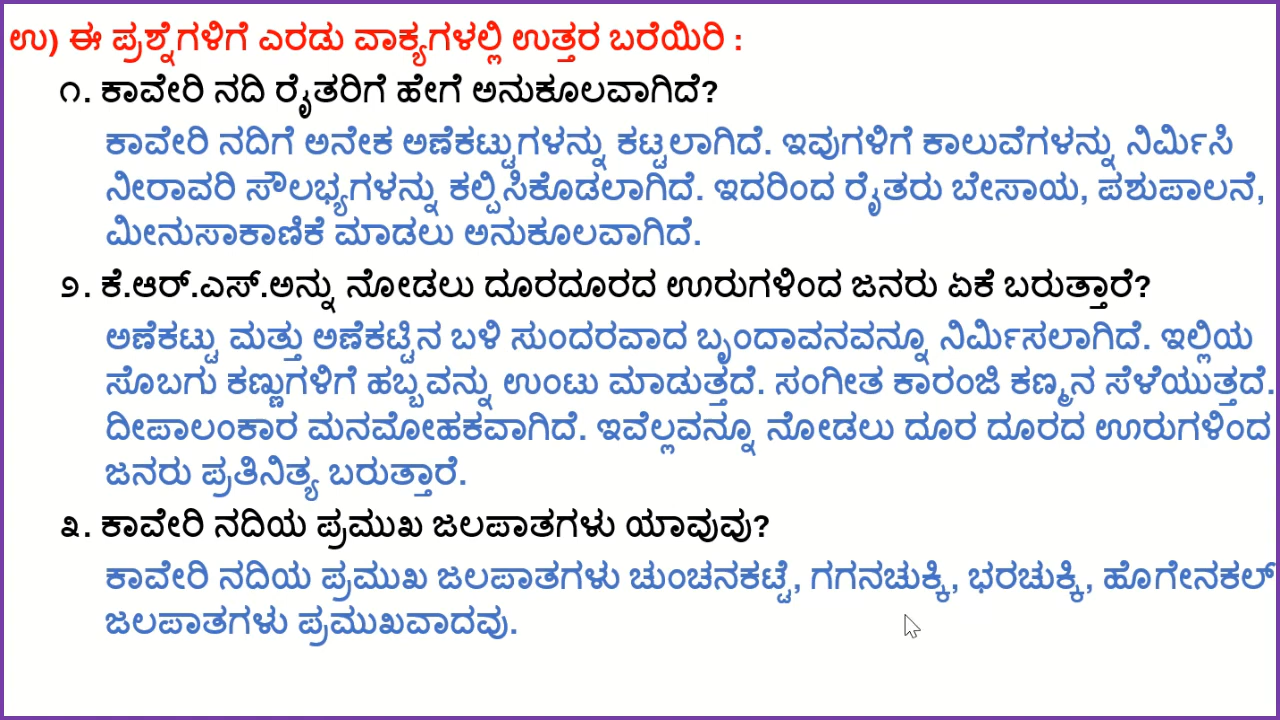 ಉ) ಈ ಪ್ರಶ್ನೆಗಳಿಗೆ ಎರಡು ವಾಕ್ಯಗಳಲ್ಲಿ ಉತ್ತರ ಬರೆಯಿರಿ :
೧. ಕಾವೇರಿ ನದಿ ರೈತರಿಗೆ ಹೇಗೆ ಅನುಕೂಲವಾಗಿದೆ?
ಕಾವೇರಿ ನದಿಗೆ ಅನೇಕ ಅಣೆಕಟ್ಟುಗಳನ್ನು ಕಟ್ಟಲಾಗಿದೆ. ಇವುಗಳಿಗೆ ಕಾಲುವೆಗಳನ್ನು ನಿರ್ಮಿಸಿ
ನೀರಾವರಿ ಸೌಲಭ್ಯಗಳನ್ನು ಕಲ್ಪಿಸಿಕೊಡಲಾಗಿದೆ. ಇದರಿಂದ ರೈತರು ಬೇಸಾಯ, ಪಶುಪಾಲನೆ,
ಮೀನುಸಾಕಾಣಿಕೆ ಮಾಡಲು ಅನುಕೂಲವಾಗಿದೆ.
೨. ಕೆ.ಆರ್.ಎಸ್.ಅನ್ನು ನೋಡಲು ದೂರದೂರದ ಊರುಗಳಿಂದ ಜನರು ಏಕೆ ಬರುತ್ತಾರೆ?
ಅಣೆಕಟ್ಟು ಮತ್ತು ಅಣೆಕಟ್ಟಿನ ಬಳಿ ಸುಂದರವಾದ ಬೃಂದಾವನವನ್ನೂ ನಿರ್ಮಿಸಲಾಗಿದೆ. ಇಲ್ಲಿಯ
ಸೊಬಗು ಕಣ್ಣುಗಳಿಗೆ ಹಬ್ಬವನ್ನು ಉಂಟು ಮಾಡುತ್ತದೆ. ಸಂಗೀತ ಕಾರಂಜಿ ಕಣ್ಮನ ಸೆಳೆಯುತ್ತದೆ.
ದೀಪಾಲಂಕಾರ ಮನಮೋಹಕವಾಗಿದೆ. ಇವೆಲ್ಲವನ್ನೂ ನೋಡಲು ದೂರ ದೂರದ ಊರುಗಳಿಂದ
ಜನರು ಪ್ರತಿನಿತ್ಯ ಬರುತ್ತಾರೆ.
೩. ಕಾವೇರಿ ನದಿಯ ಪ್ರಮುಖ ಜಲಪಾತಗಳು ಯಾವುವು?
ಕಾವೇರಿ ನದಿಯ ಪ್ರಮುಖ ಜಲಪಾತಗಳು ಚುಂಚನಕಟ್ಟೆ, ಗಗನಚುಕ್ಕಿ, ಭರಚುಕ್ಕಿ, ಹೊಗೇನಕಲ್
ಜಲಪಾತಗಳು ಪ್ರಮುಖವಾದವು.